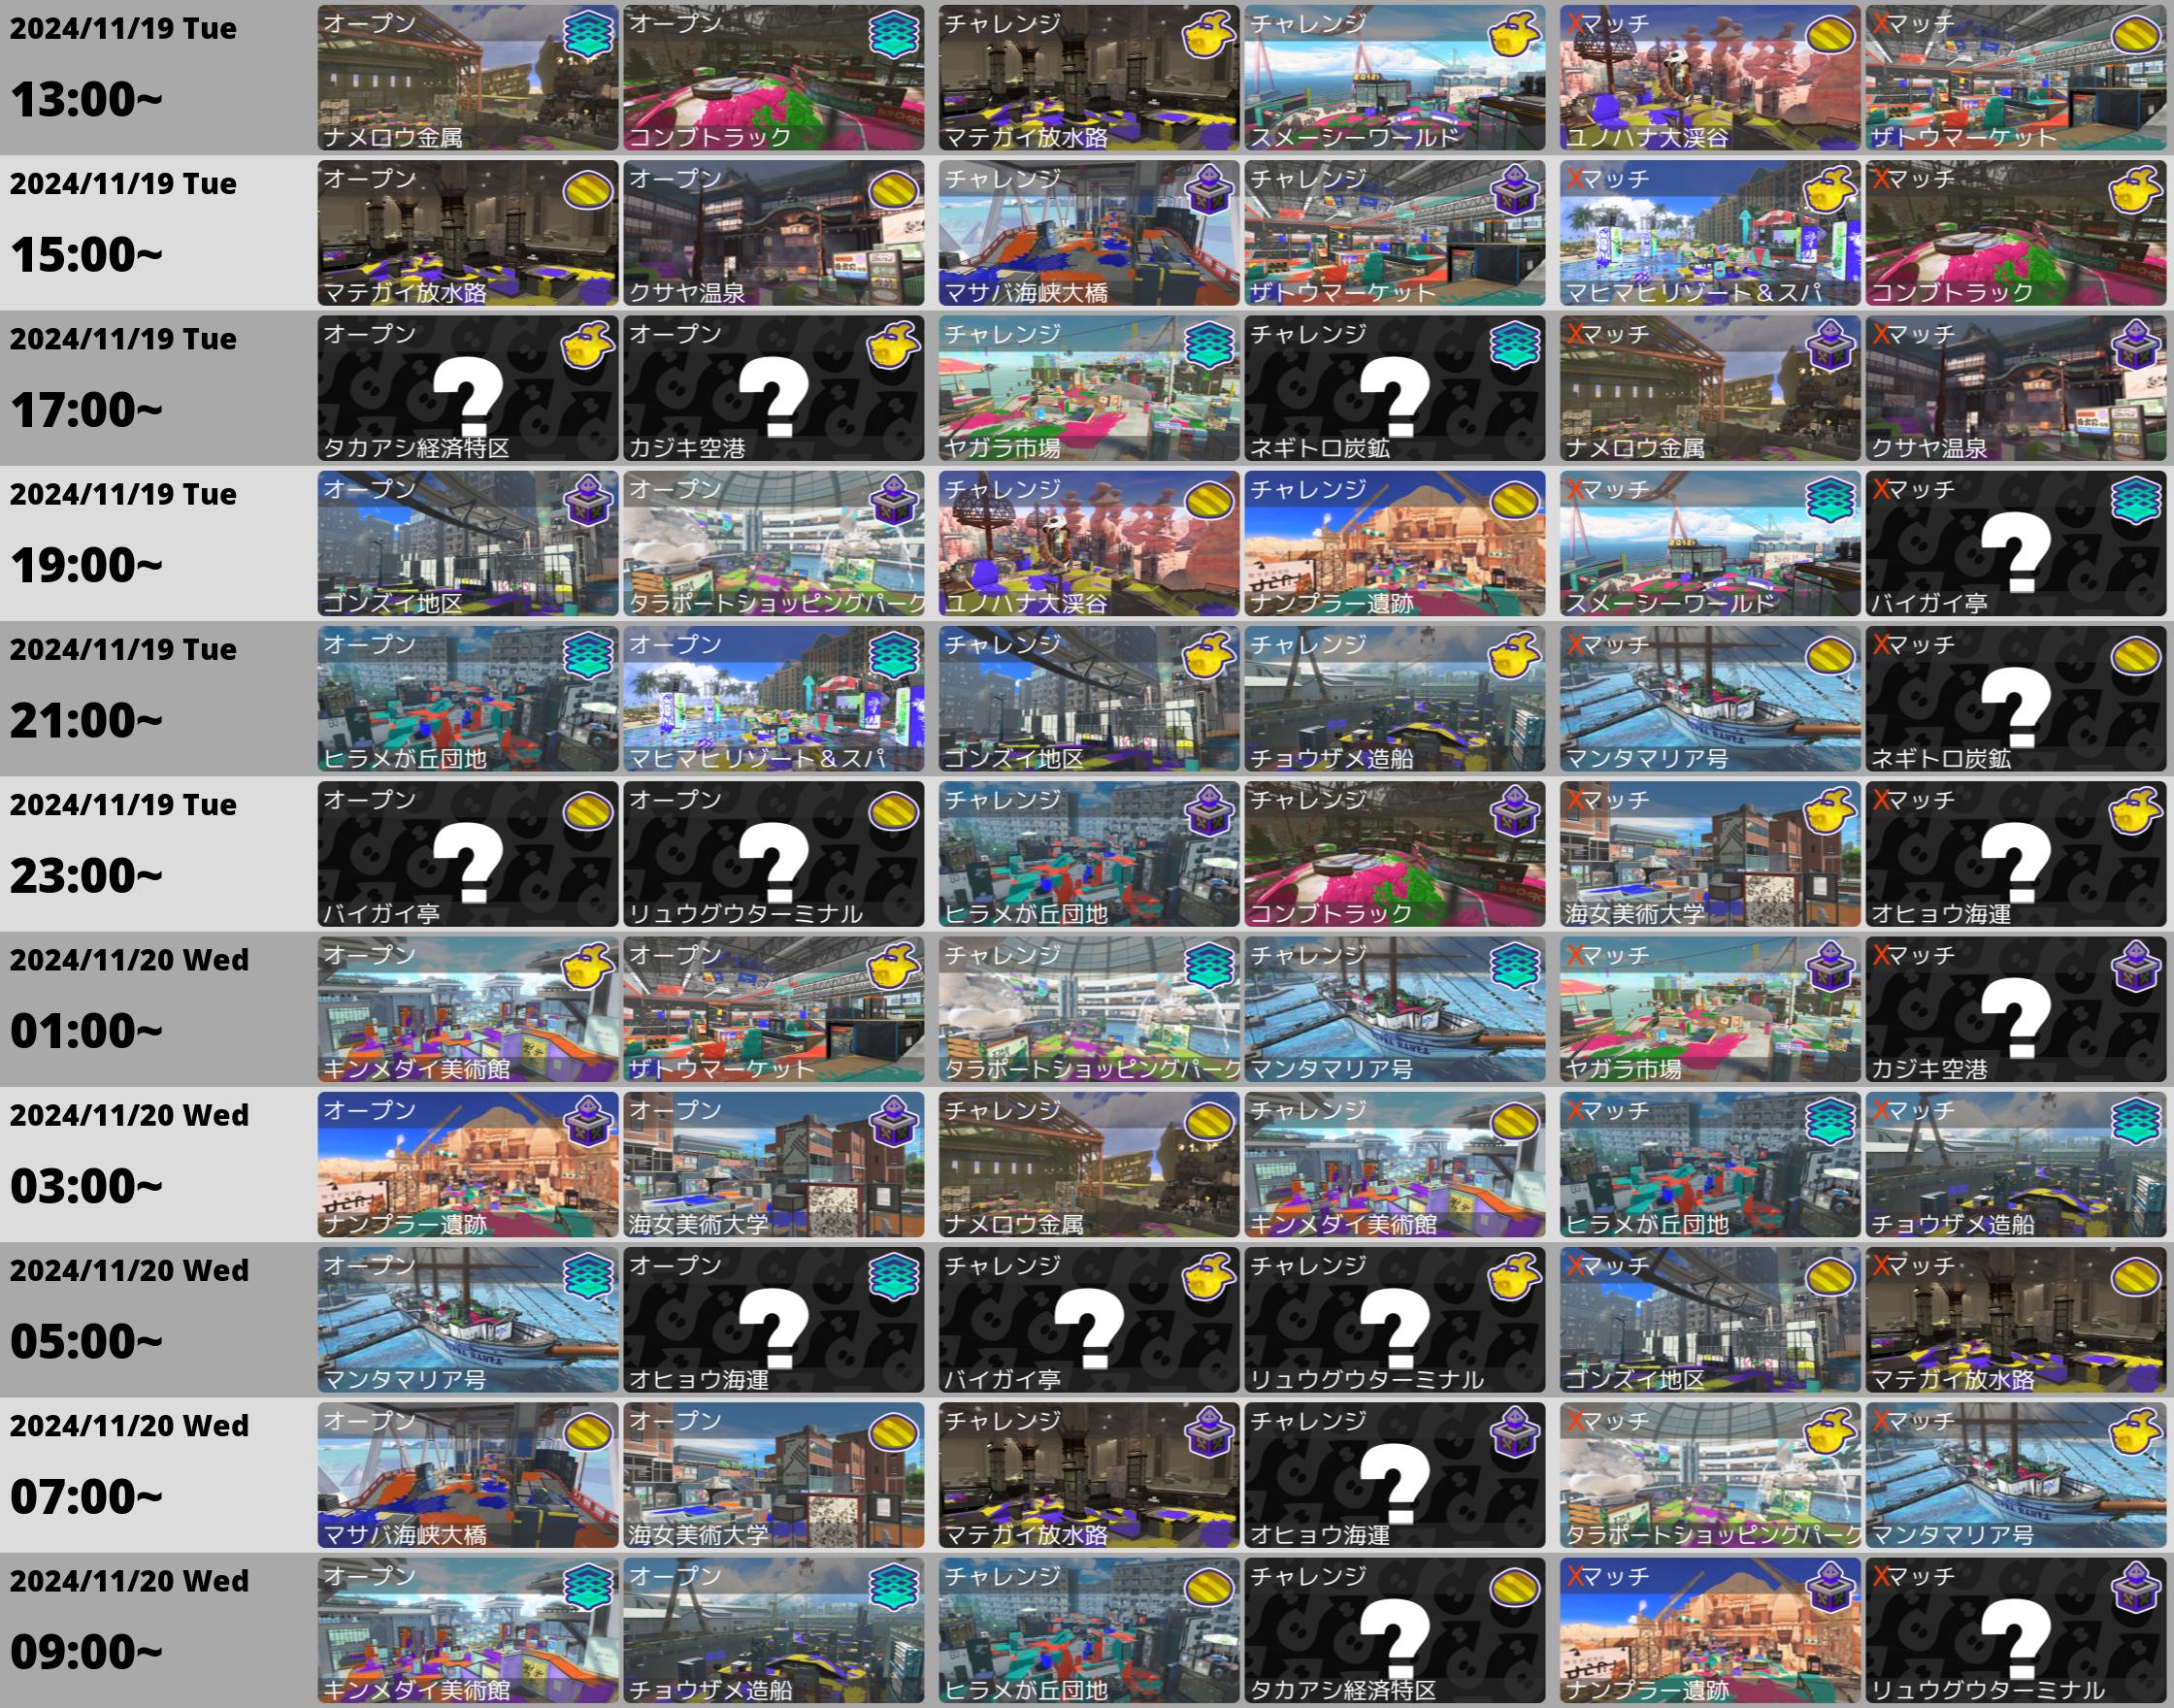 2024/11/19 Tue
13:00~
オープン
ナメロウ金属
オープン
コンブトラック
チャレンジ
マテガイ放水路
チャレンジ
スメーシーワールド
Xマッチ
ユノハナ大渓谷
Xマッチ
ザトウマーケット
2024/11/19 Tue
15:00~
オープン
マテガイ放水路
オープン
クサヤ温泉
チャレンジ
マサバ海峡大橋
チャレンジ
ザトウマーケット
Xマッチ
マヒマヒリゾート&スパ
Xマッチ
コンブトラック
2024/11/19 Tue
17:00~
オープン
?
タカアシ経済特区
オープン
?
カジキ空港
チャレンジ
ヤガラ市場
チャレンジ
?
ネギトロ炭鉱
Xマッチ
ナメロウ金属
Xマッチ
クサヤ温泉
2024/11/19 Tue
19:00~
オープン
ゴンズイ地区
オープン
タラポートショッピングパーク
チャレンジ
ユノハナ大渓谷
チャレンジ
ナンプラー遺跡
Xマッチ
スメーシーワールド
Xマッチ
?
バイガイ亭
2024/11/19 Tue
21:00~
オープン
ヒラメが丘団地
オープン
マヒマヒリゾート&スパ
チャレンジ
ゴンズイ地区
チャレンジ
チョウザメ造船
Xマッチ
マンタマリア号
Xマッチ
?
ネギトロ炭鉱
2024/11/19 Tue
23:00~
オープン
?
バイガイ亭
オープン
?
リュウグウターミナル
チャレンジ
ヒラメが丘団地
チャレンジ
コンブトラック
Xマッチ
海女美術大学
Xマッチ
?
オヒョウ海運
2024/11/20 Wed
01:00~
オープン
キンメダイ美術館
オープン
ザトウマーケット
チャレンジ
タラポートショッピングパーク
チャレンジ
マンタマリア号
Xマッチ
ヤガラ市場
Xマッチ
?
カジキ空港
2024/11/20 Wed
03:00~
オープン
ナンプラー遺跡
オープン
海女美術大学
チャレンジ
ナメロウ金属
チャレンジ
キンメダイ美術館
Xマッチ
ヒラメが丘団地
Xマッチ
チョウザメ造船
2024/11/20 Wed
05:00~
オープン
マンタマリア号
オープン
?
オヒョウ海運
チャレンジ
?
バイガイ亭
チャレンジ
?
リュウグウターミナル
Xマッチ
ゴンズイ地区
Xマッチ
マテガイ放水路
2024/11/20 Wed
07:00~
オープン
マサバ海峡大橋
オープン
海女美術大学
チャレンジ
マテガイ放水路
チャレンジ
?
オヒョウ海運
Xマッチ
タラポートショッピングパーク
Xマッチ
マンタマリア号
2024/11/20 Wed
09:00~
オープン
キンメダイ美術館
オープン
チョウザメ造船
チャレンジ
ヒラメが丘団地
チャレンジ
?
タカアシ経済特区
Xマッチ
ナンプラー遺跡
Xマッチ
?
リュウグウターミナル